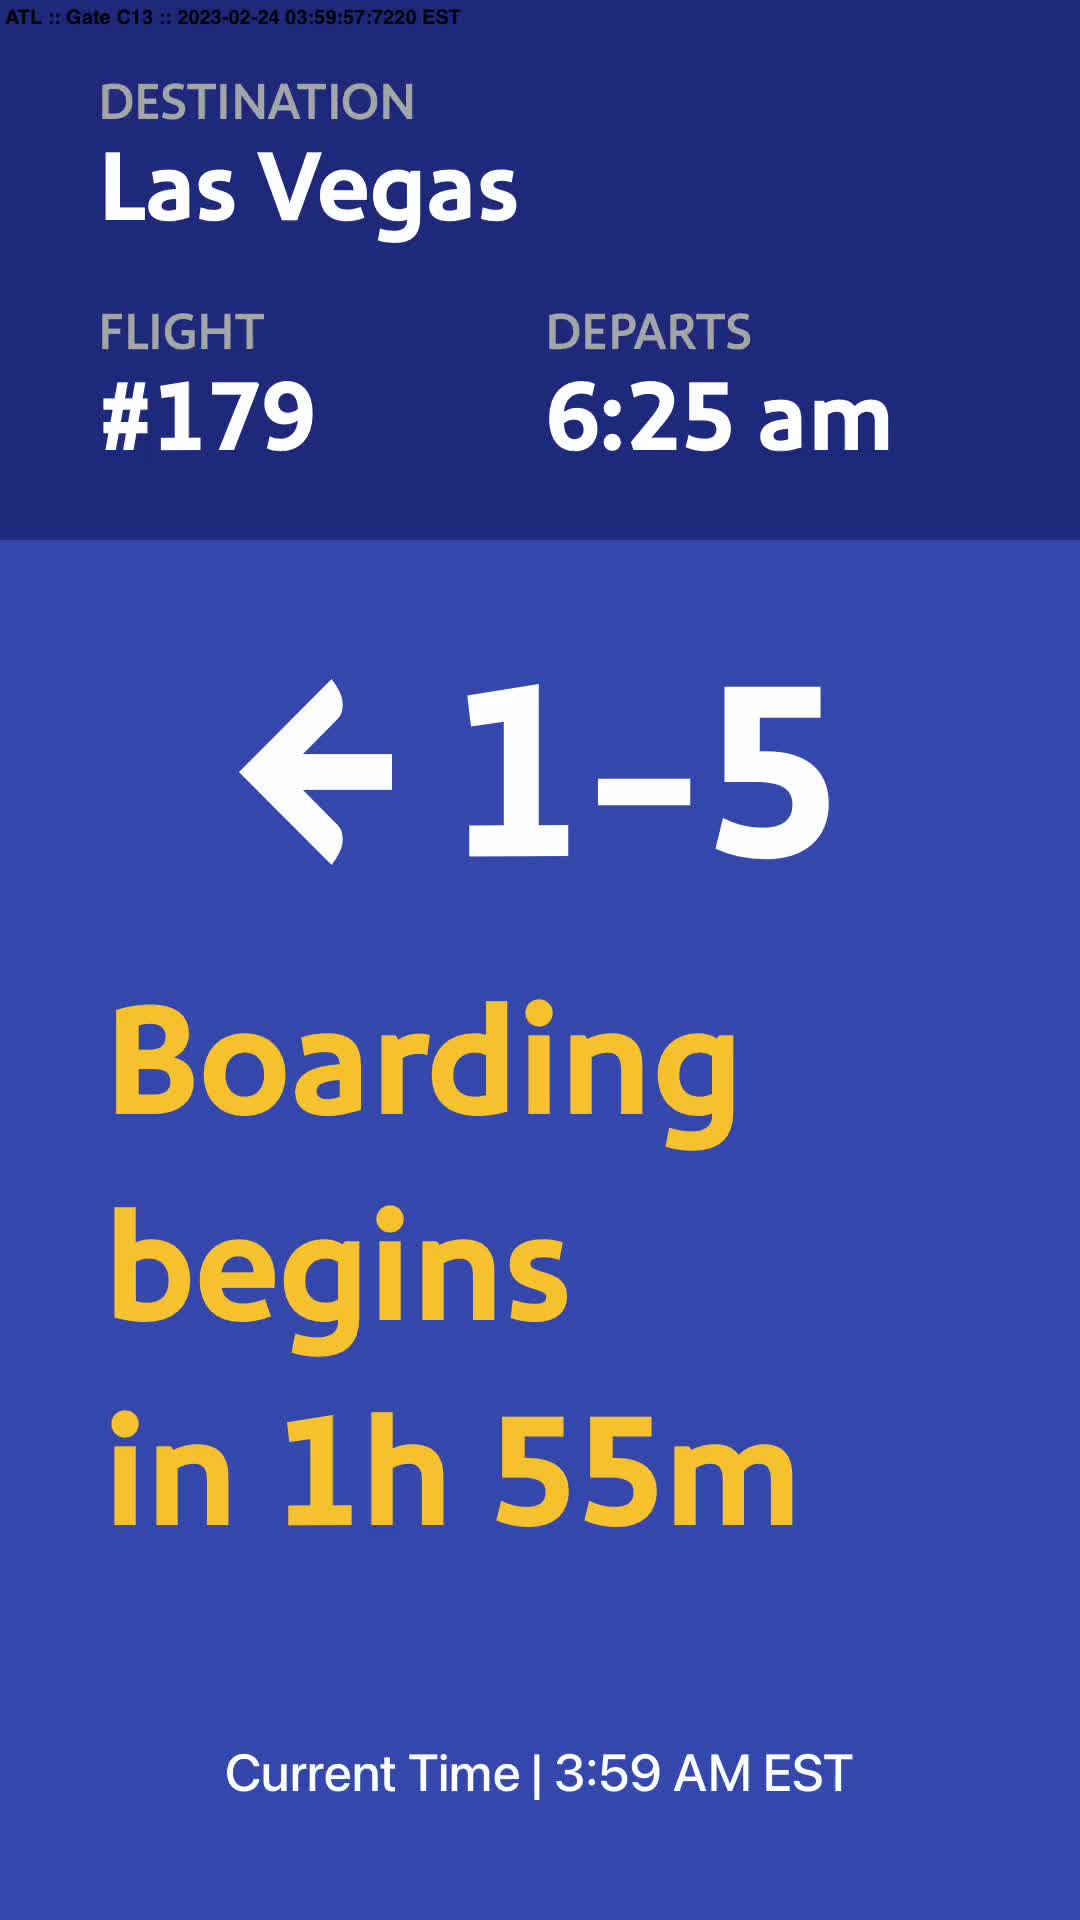 ATL :: Gate C13 :: 2023-02-24 03:59:57:7220 EST
DESTINATION
Las Vegas
FLIGHT
#179
DEPARTS
6:25 am
← 1-5
Boarding
begins
in 1h 55m
Current Time | 3:59 AM EST